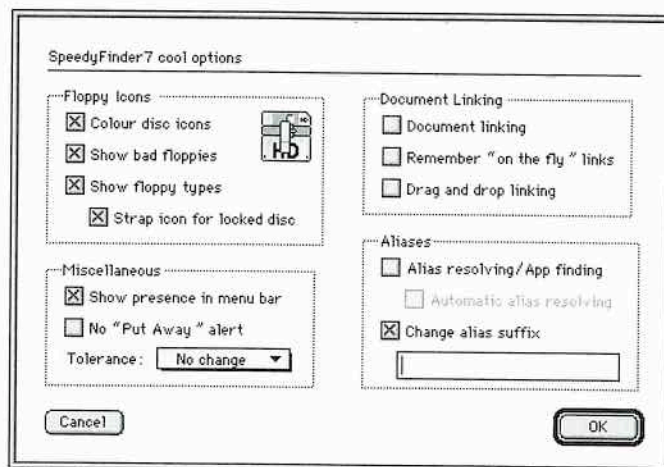 SpeedyFinder7 cool options
Floppy Icons
Colour disc icons
HD
Show bad floppies
Show floppy types
Strap icon for locked disc
Miscellaneous
Show presence in menu bar
No "Put Away" alert
Tolerance: No change
Document Linking
Document linking
Remember "on the fly" links
Drag and drop linking
Aliases
Alias resolving/App finding
Automatic alias resolving
Change alias suffix
Cancel
OK